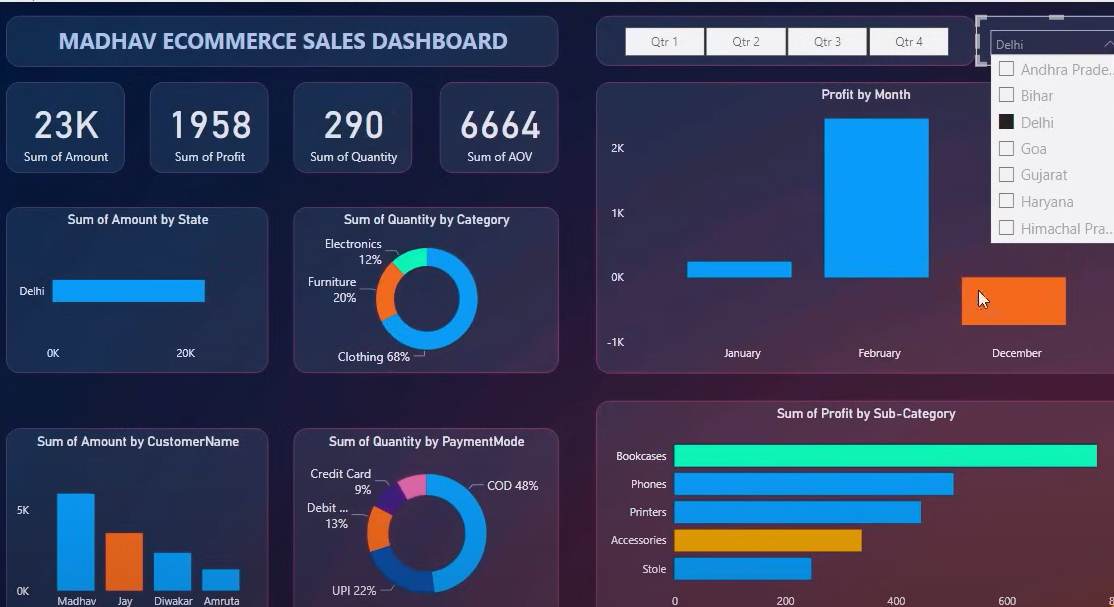 MADHAV ECOMMERCE SALES DASHBOARD
Qtr 1
Qtr 2
Qtr 3
Qtr 4
Delhi
Andhra Prade..
Bihar
Delhi
Goa
Gujarat
Haryana
Himachal Pra..
23K
Sum of Amount
1958
Sum of Profit
290
Sum of Quantity
6664
Sum of AOV
Profit by Month
2K
1K
0K
-1K
January
February
December
Sum of Amount by State
Delhi
0K
20K
Sum of Quantity by Category
Electronics
12%
Furniture
20%
Clothing 68%
Sum of Amount by CustomerName
5K
0K
Madhav
Jay
Diwakar
Amruta
Sum of Quantity by PaymentMode
Credit Card
9%
Debit ...
13%
UPI 22%
COD 48%
Sum of Profit by Sub-Category
Bookcases
Phones
Printers
Accessories
Stole
0
200
400
600